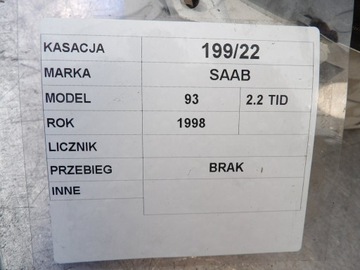 KASACJA 199/22
MARKA SAAB
MODEL 93 2.2 TID
ROK 1998
LICZNIK
PRZEBIEG BRAK
INNE